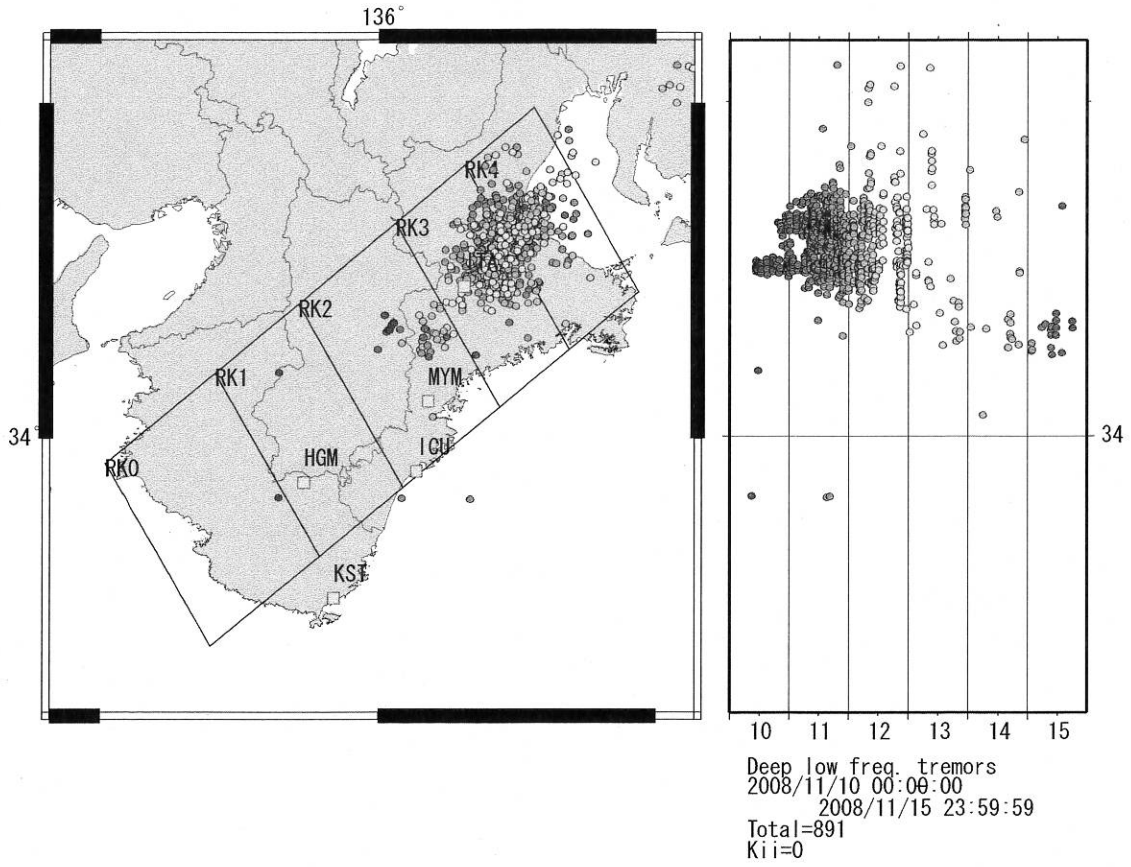 136°
RK4
RK3
ITA
RK2
RK1
MYM
34
34
ICU
HGM
RK0
KST
10 11 12 13 14 15
Deep low freq. tremors
2008/11/10 00:00:00
2008/11/15 23:59:59
Total=891
Kii=0